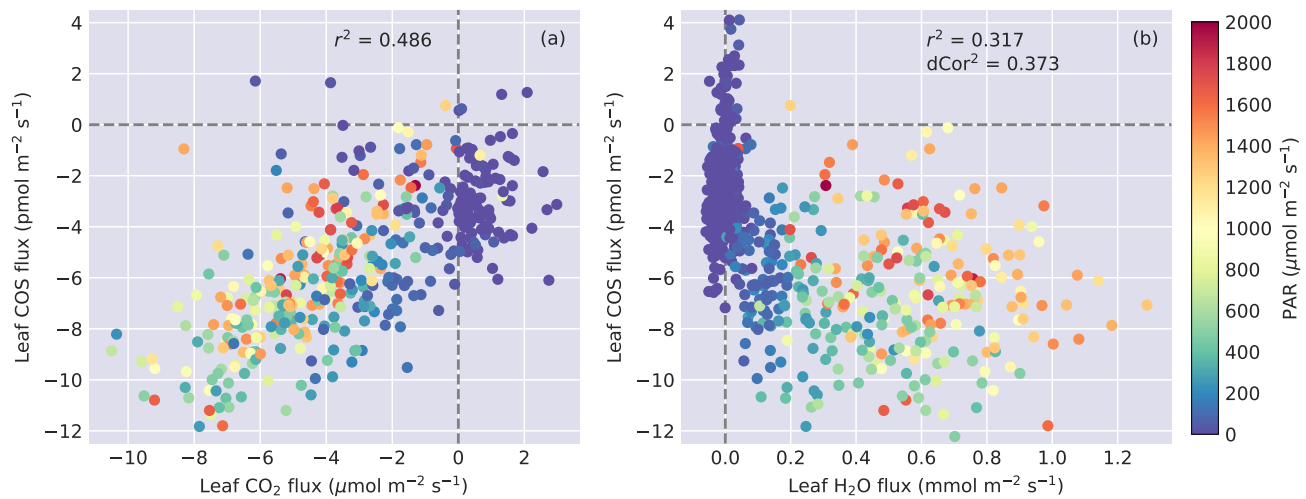 4
2
0
−2
−4
−6
−8
−10
−12
Leaf COS flux (pmol m⁻² s⁻¹)
r² = 0.486
(a)
−10 −8 −6 −4 −2 0 2
Leaf CO₂ flux (μmol m⁻² s⁻¹)
4
2
0
−2
−4
−6
−8
−10
−12
Leaf COS flux (pmol m⁻² s⁻¹)
r² = 0.317
dCor² = 0.373
(b)
0.0 0.2 0.4 0.6 0.8 1.0 1.2
Leaf H₂O flux (mmol m⁻² s⁻¹)
2000
1800
1600
1400
1200
1000
800
600
400
200
0
PAR (μmol m⁻² s⁻¹)